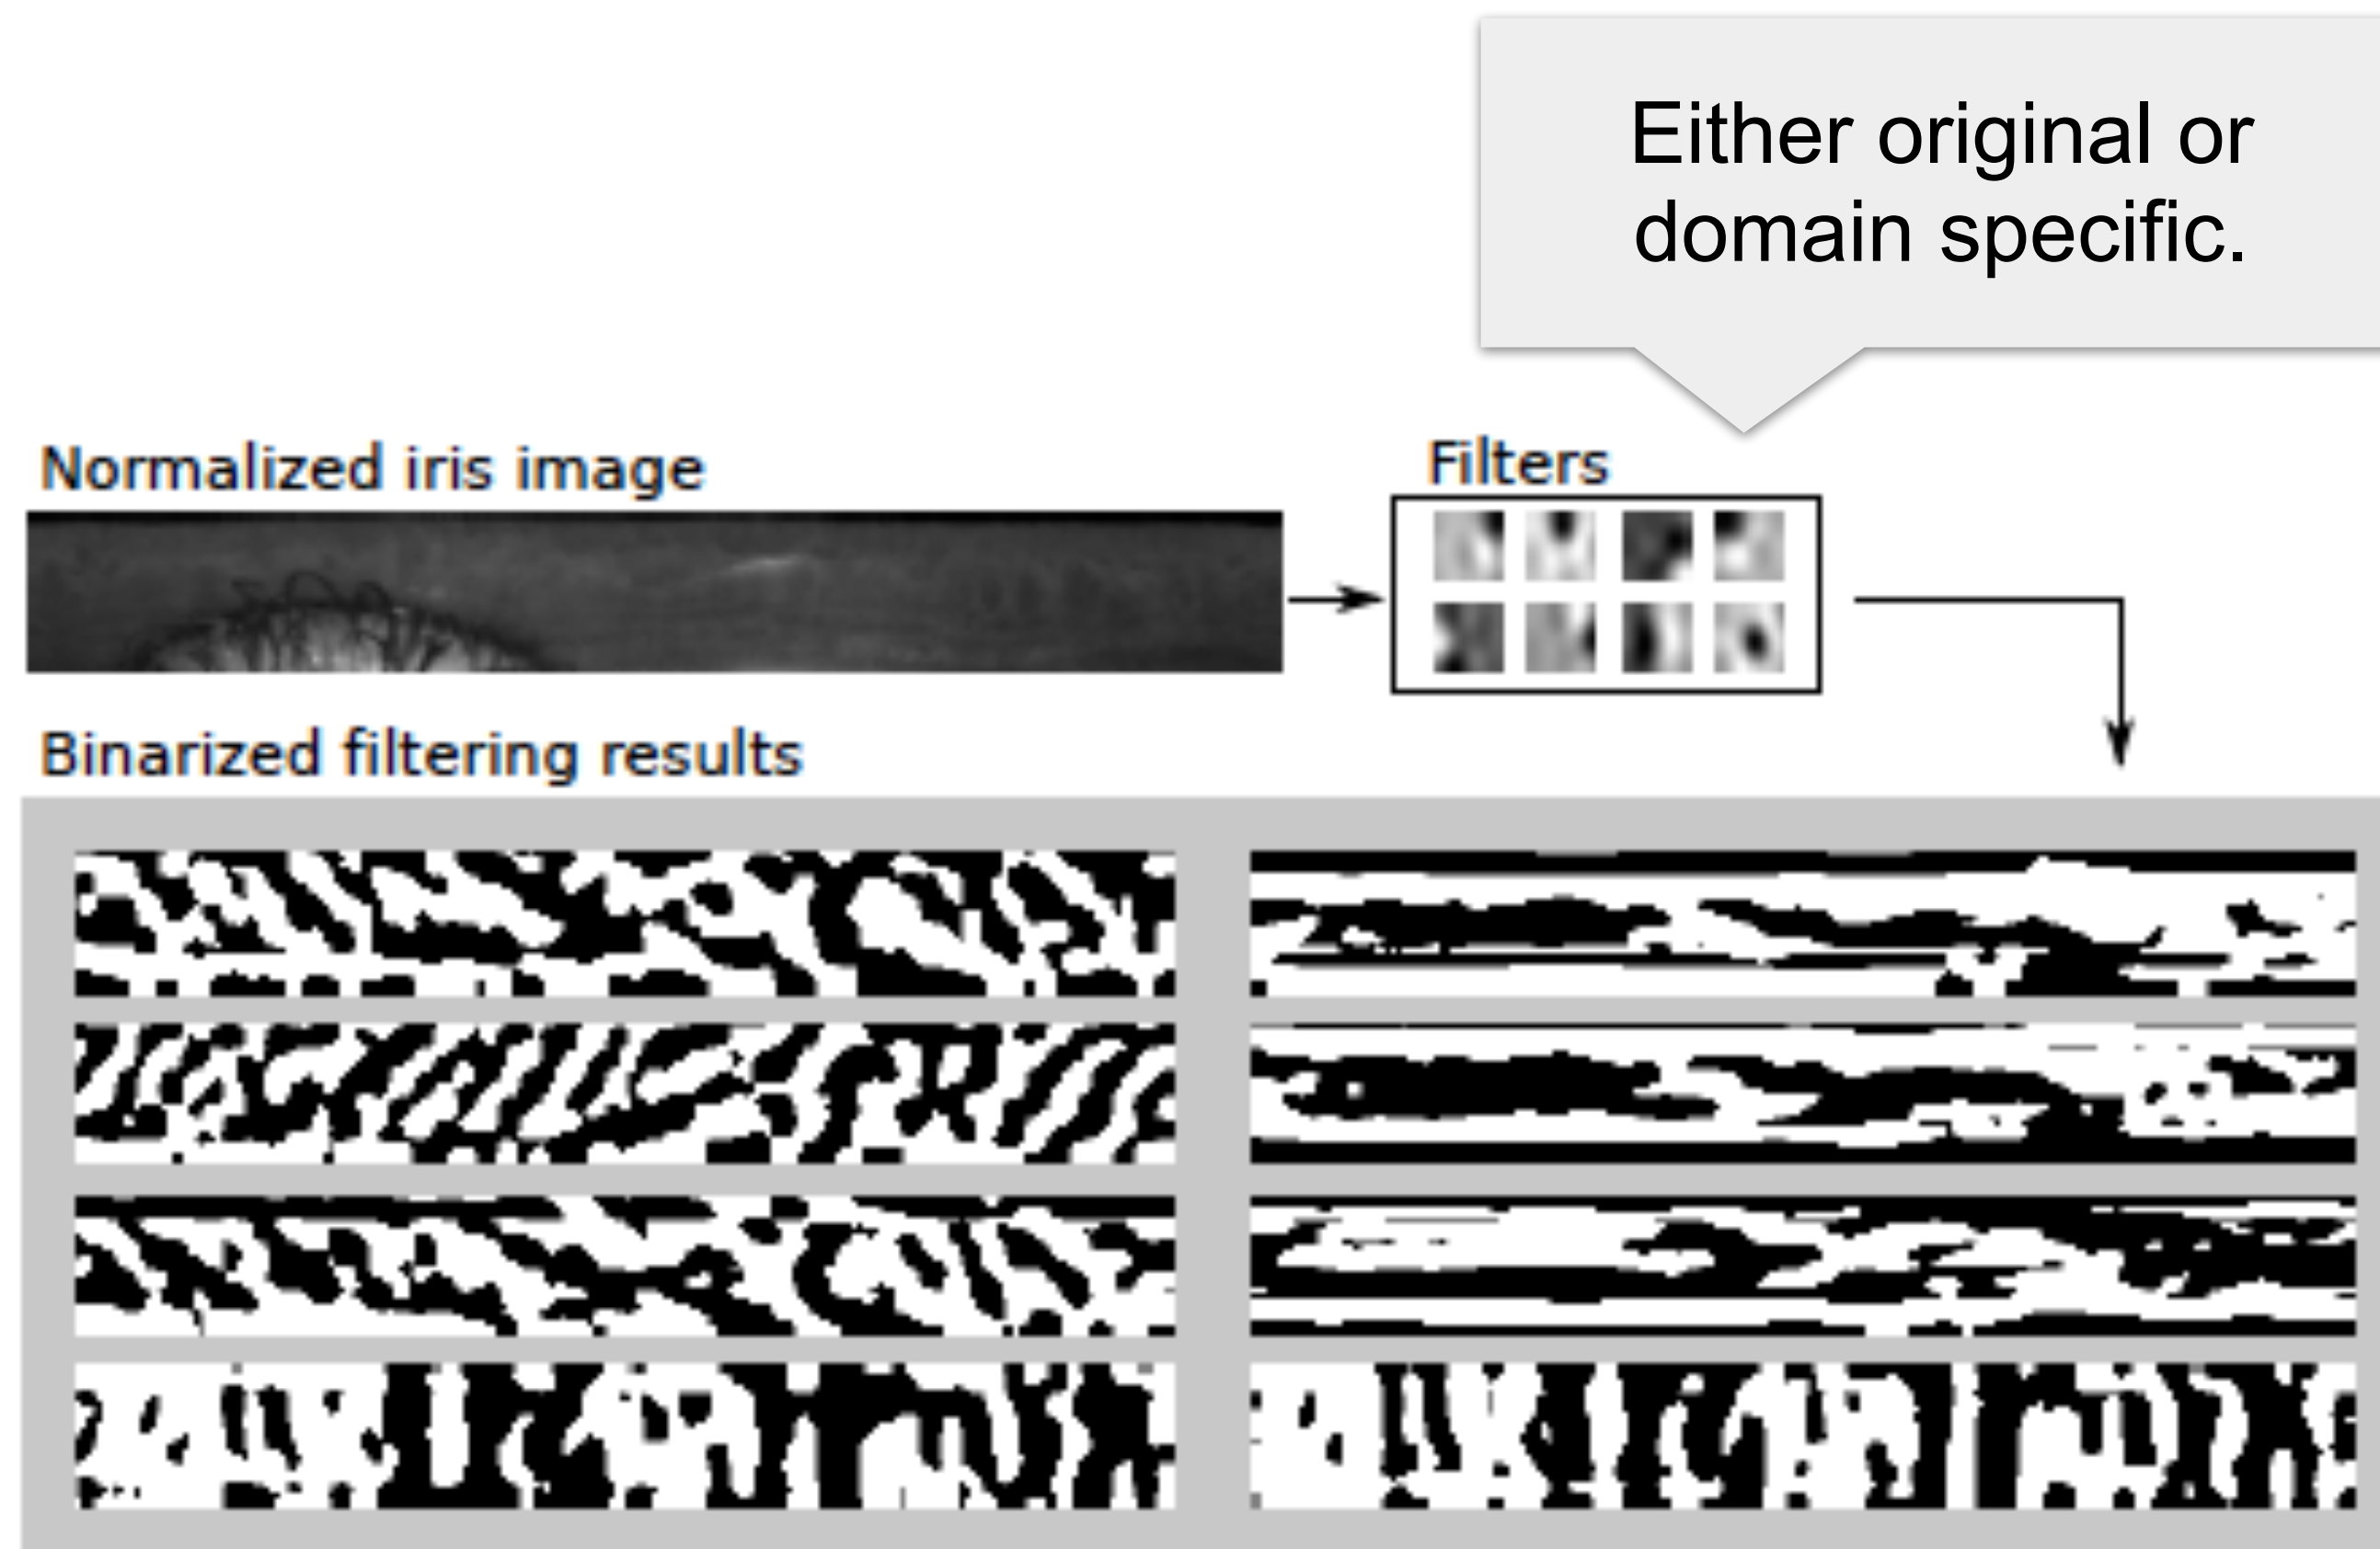 Either original or
domain specific.
Normalized iris image
Filters
Binarized filtering results